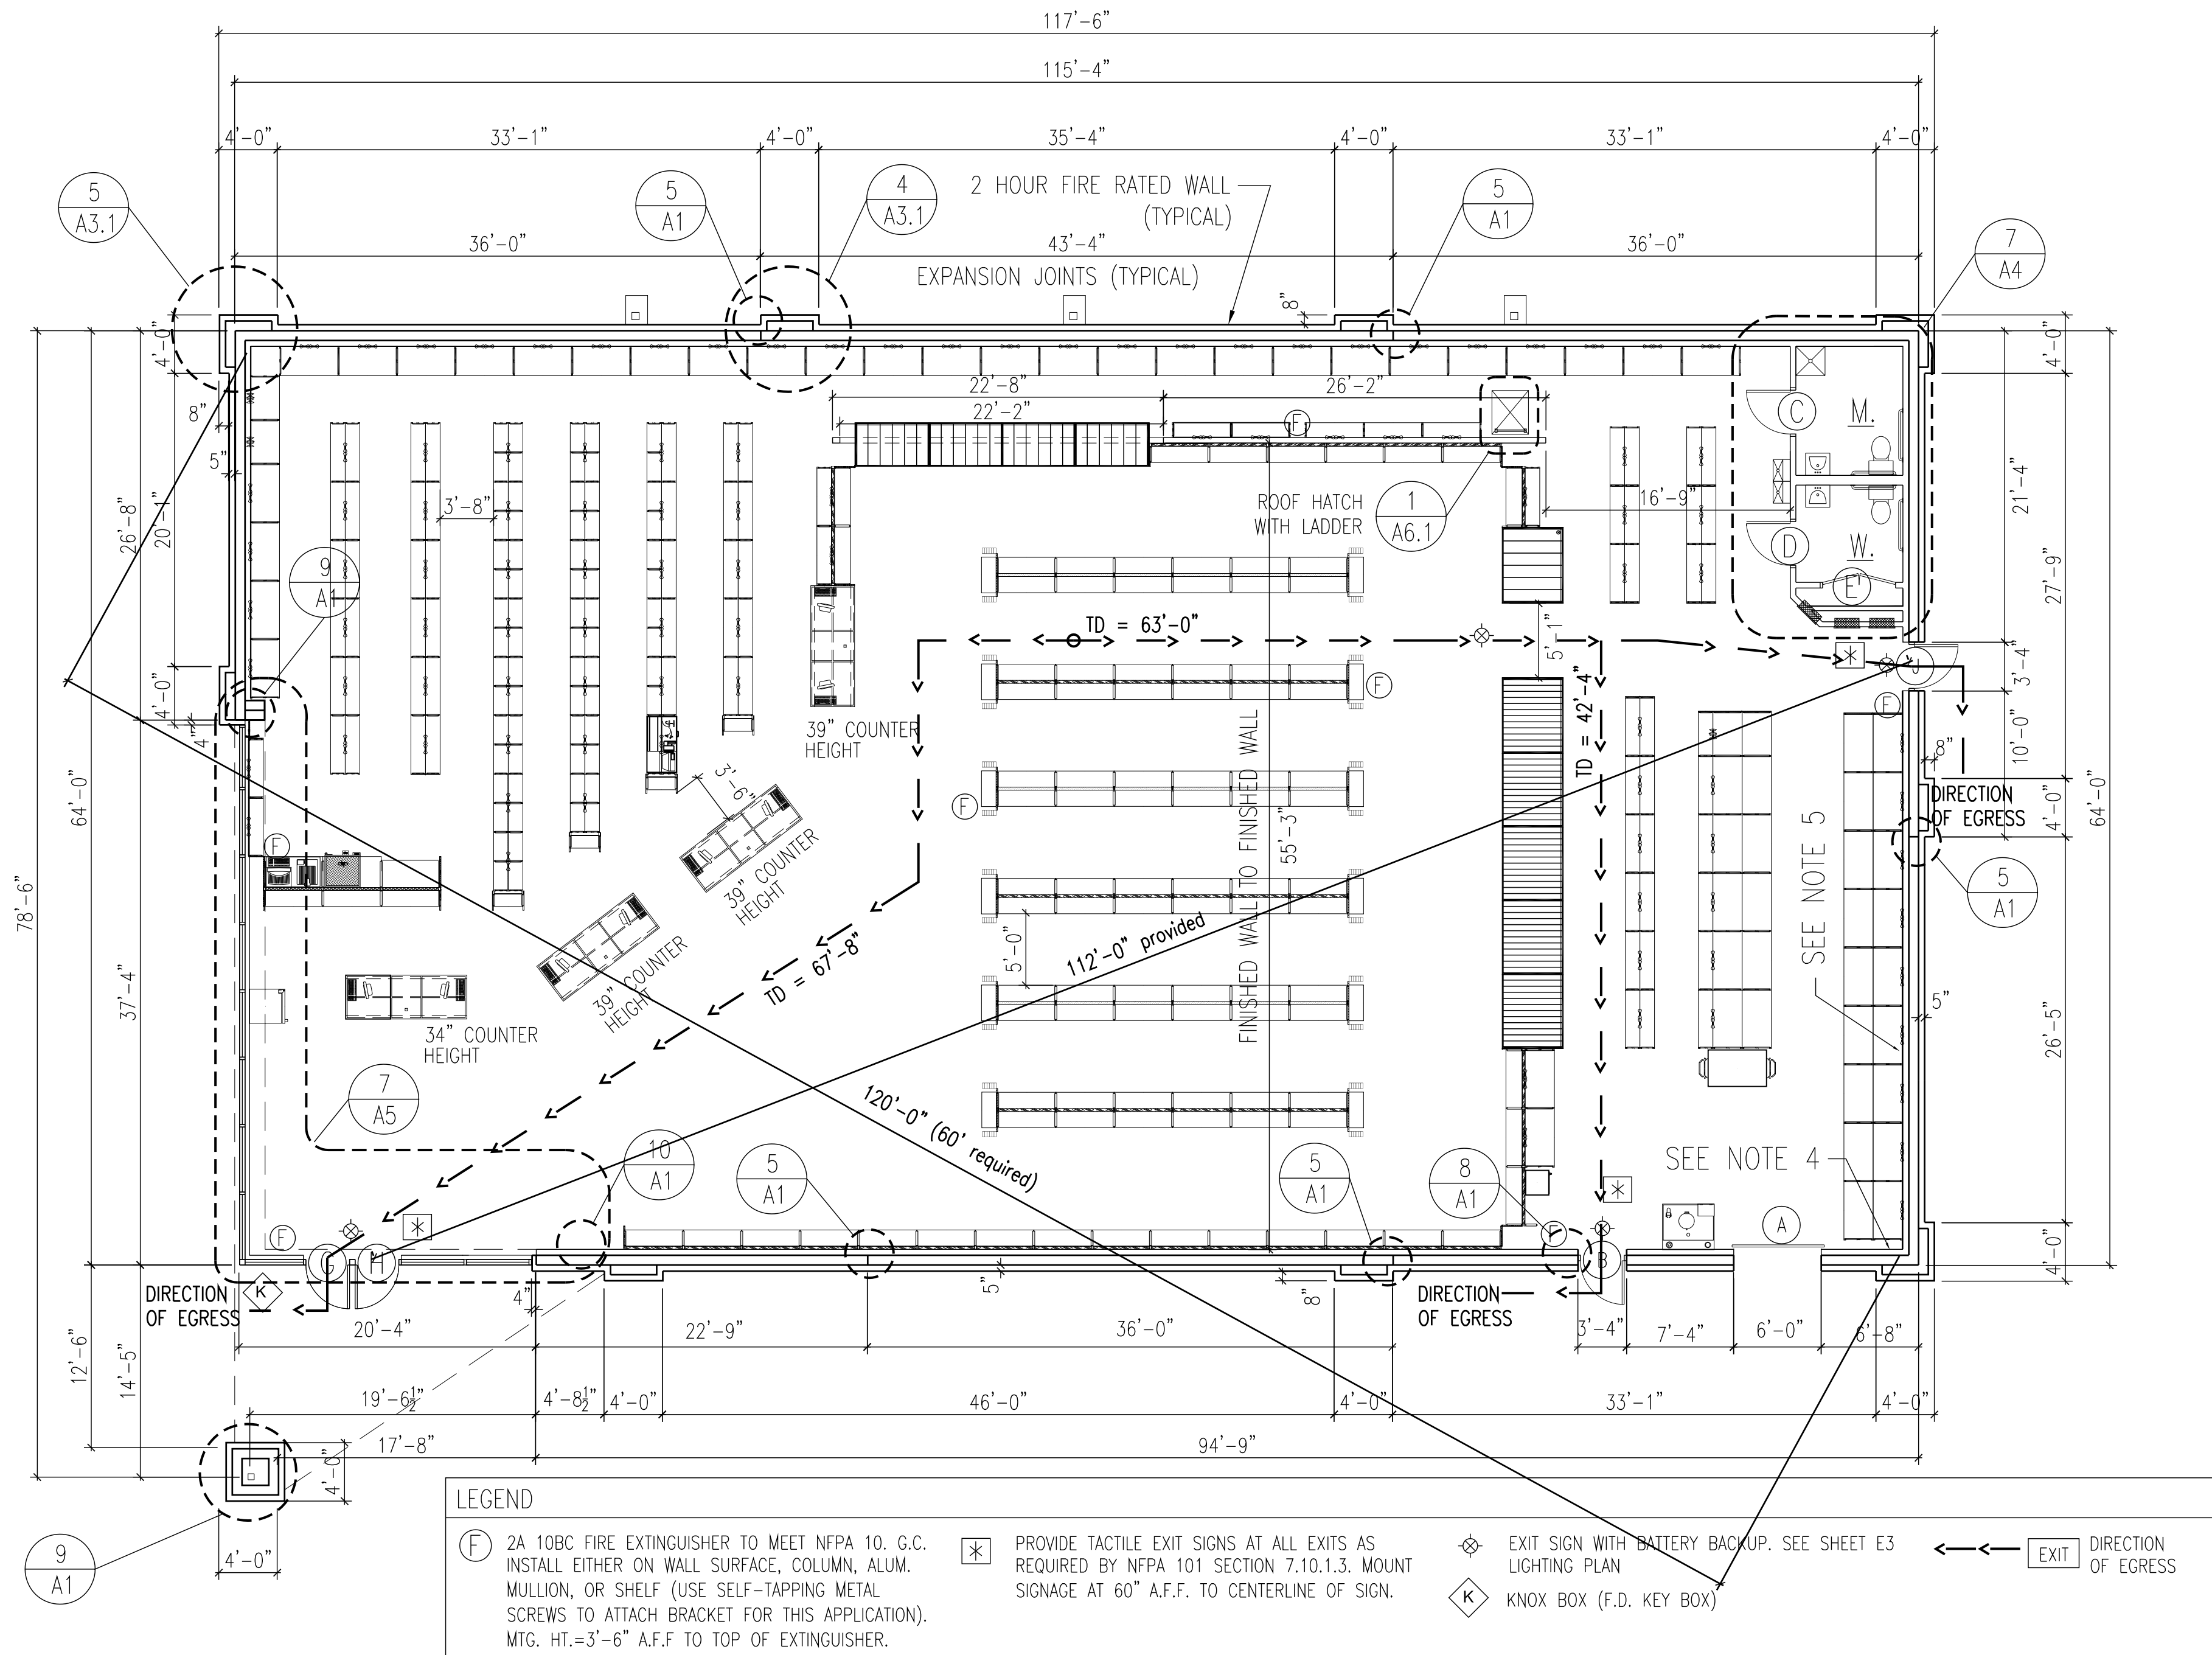 117'-6"
115'-4"
4'-0"
33'-1"
4'-0"
35'-4"
4'-0"
33'-1"
4'-0"
5
A3.1
5
A1
4
A3.1
2 HOUR FIRE RATED WALL
(TYPICAL)
5
A1
7
A4
36'-0"
43'-4"
36'-0"
EXPANSION JOINTS (TYPICAL)
8"
4'-0"
4'-0"
8"
22'-8"
26'-2"
22'-2"
F
C
M.
5"
3'-8"
26'-8"
20'-1"
ROOF HATCH
WITH LADDER
1
A6.1
16'-9"
21'-4"
D
W.
E'
27'-9"
9
A1
TD = 63'-0"
5'-1"
J
3'-4"
4'-0"
F
F
4"
39" COUNTER
HEIGHT
TD = 42'-4"
10'-0"
8"
64'-0"
3'-6"
F
DIRECTION
OF EGRESS
4'-0"
64'-0"
F
39" COUNTER
HEIGHT
FINISHED WALL TO FINISHED WALL
55'-3"
SEE NOTE 5
5
A1
78'-6"
37'-4"
39" COUNTER
HEIGHT
TD = 67'-8"
5'-0"
112'-0" provided
5"
26'-5"
34" COUNTER
HEIGHT
7
A5
120'-0" (60' required)
10
A1
5
A1
5
A1
8
A1
SEE NOTE 4
F
F
A
4'-0"
G
H
B
K
DIRECTION
OF EGRESS
4"
5"
8"
DIRECTION
OF EGRESS
20'-4"
22'-9"
36'-0"
3'-4"
7'-4"
6'-0"
6'-8"
12'-6"
14'-5"
19'-6½"
4'-8½"
4'-0"
46'-0"
4'-0"
33'-1"
4'-0"
17'-8"
94'-9"
4'-0"
9
A1
4'-0"
LEGEND
F
2A 10BC FIRE EXTINGUISHER TO MEET NFPA 10. G.C.
INSTALL EITHER ON WALL SURFACE, COLUMN, ALUM.
MULLION, OR SHELF (USE SELF-TAPPING METAL
SCREWS TO ATTACH BRACKET FOR THIS APPLICATION).
MTG. HT.=3'-6" A.F.F TO TOP OF EXTINGUISHER.
PROVIDE TACTILE EXIT SIGNS AT ALL EXITS AS
REQUIRED BY NFPA 101 SECTION 7.10.1.3. MOUNT
SIGNAGE AT 60" A.F.F. TO CENTERLINE OF SIGN.
EXIT SIGN WITH BATTERY BACKUP. SEE SHEET E3
LIGHTING PLAN
K
KNOX BOX (F.D. KEY BOX)
EXIT
DIRECTION
OF EGRESS